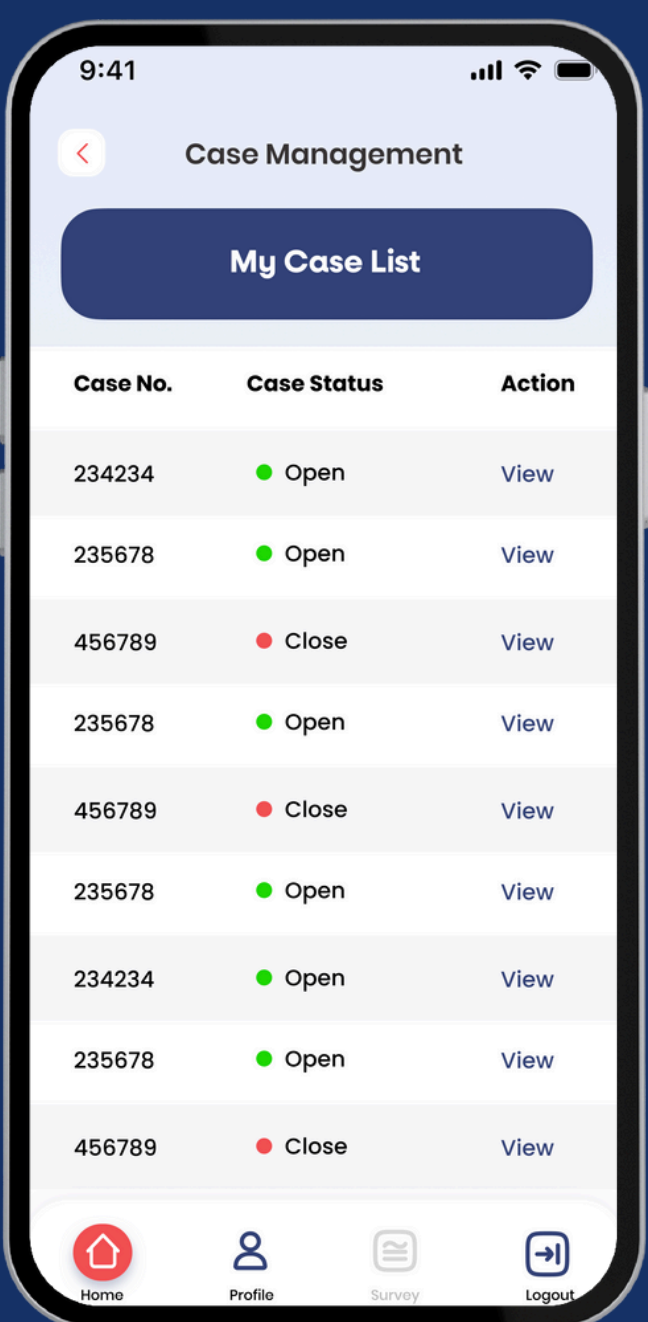 9:41
Case Management
My Case List
Case No. Case Status Action
234234 Open View
235678 Open View
456789 Close View
235678 Open View
456789 Close View
235678 Open View
234234 Open View
235678 Open View
456789 Close View
Home Profile Survey Logout